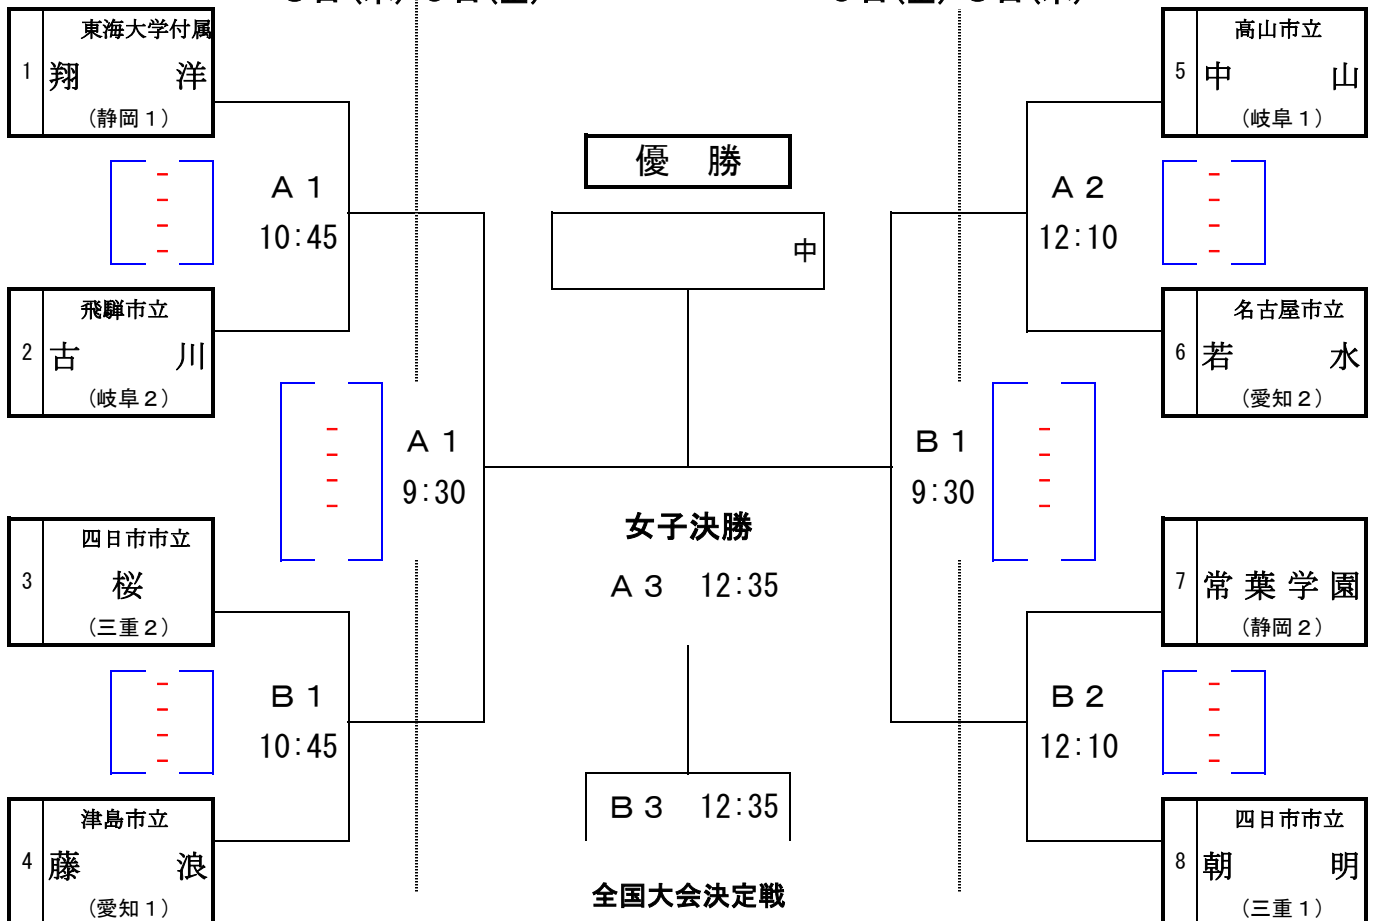 東海大学付属
1 翔 洋
（静岡１）
Ａ１
10:45
飛騨市立
2 古 川
（岐阜２）
Ａ１
9:30
四日市市立
3 桜
（三重２）
Ｂ１
10:45
津島市立
4 藤 浪
（愛知１）
優 勝
中
女子決勝
Ａ３ 12:35
Ｂ３ 12:35
全国大会決定戦
高山市立
5 中 山
（岐阜１）
Ａ２
12:10
名古屋市立
6 若 水
（愛知２）
Ｂ１
9:30
7 常葉学園
（静岡２）
Ｂ２
12:10
四日市市立
8 朝 明
（三重１）